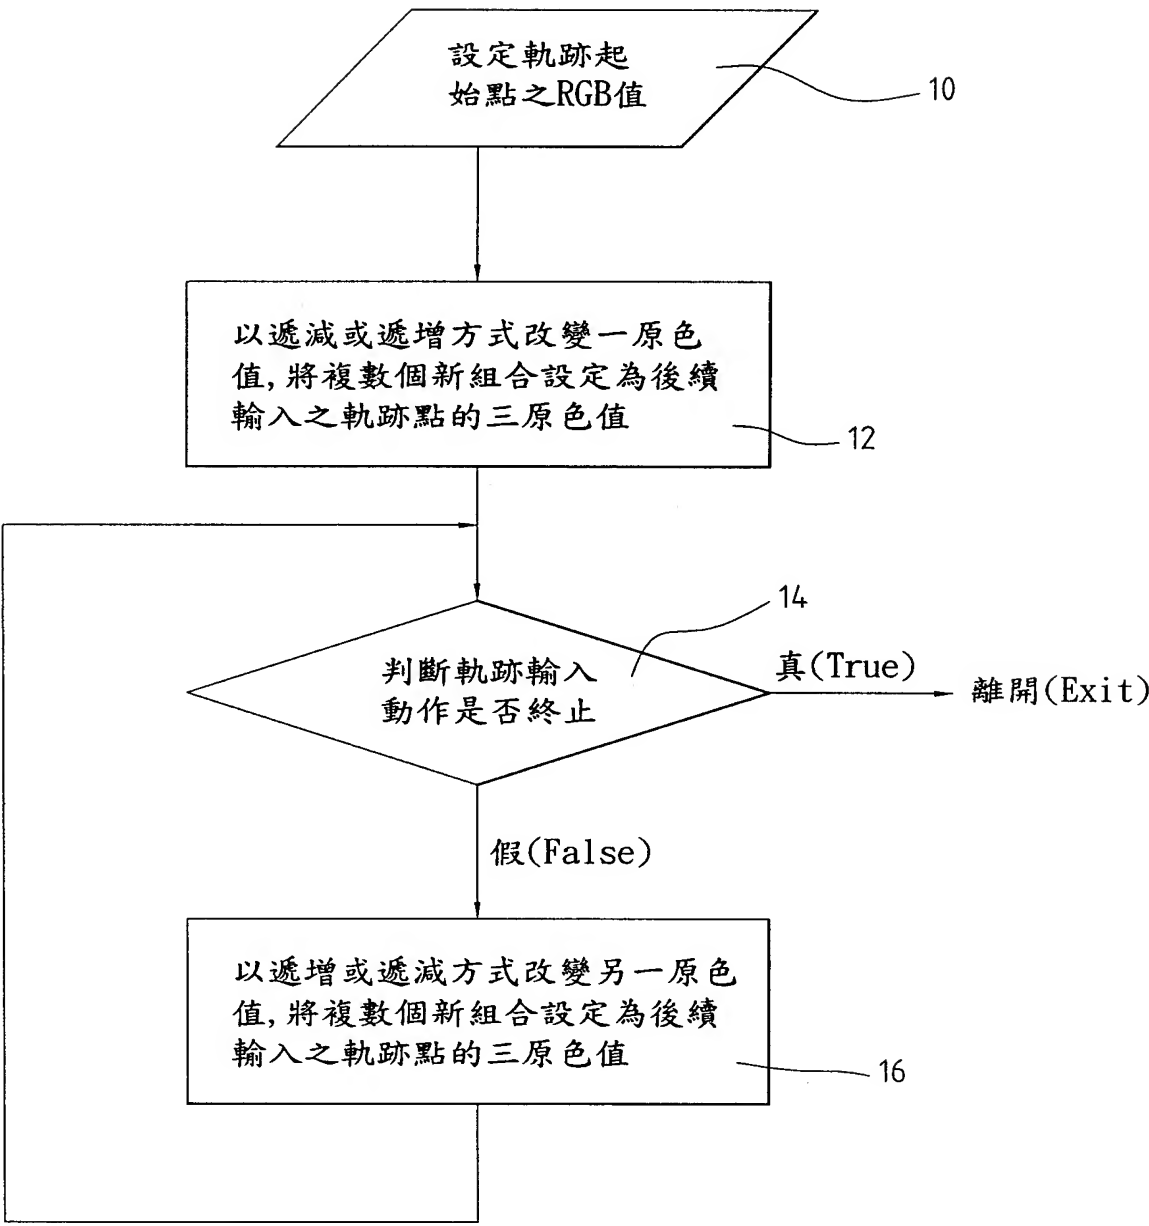 設定軌跡起
始點之RGB值
10
以遞減或遞增方式改變一原色
值,將複數個新組合設定為後續
輸入之軌跡點的三原色值
12
14
判斷軌跡輸入
動作是否終止
真(True)
離開(Exit)
假(False)
以遞增或遞減方式改變另一原色
值,將複數個新組合設定為後續
輸入之軌跡點的三原色值
16